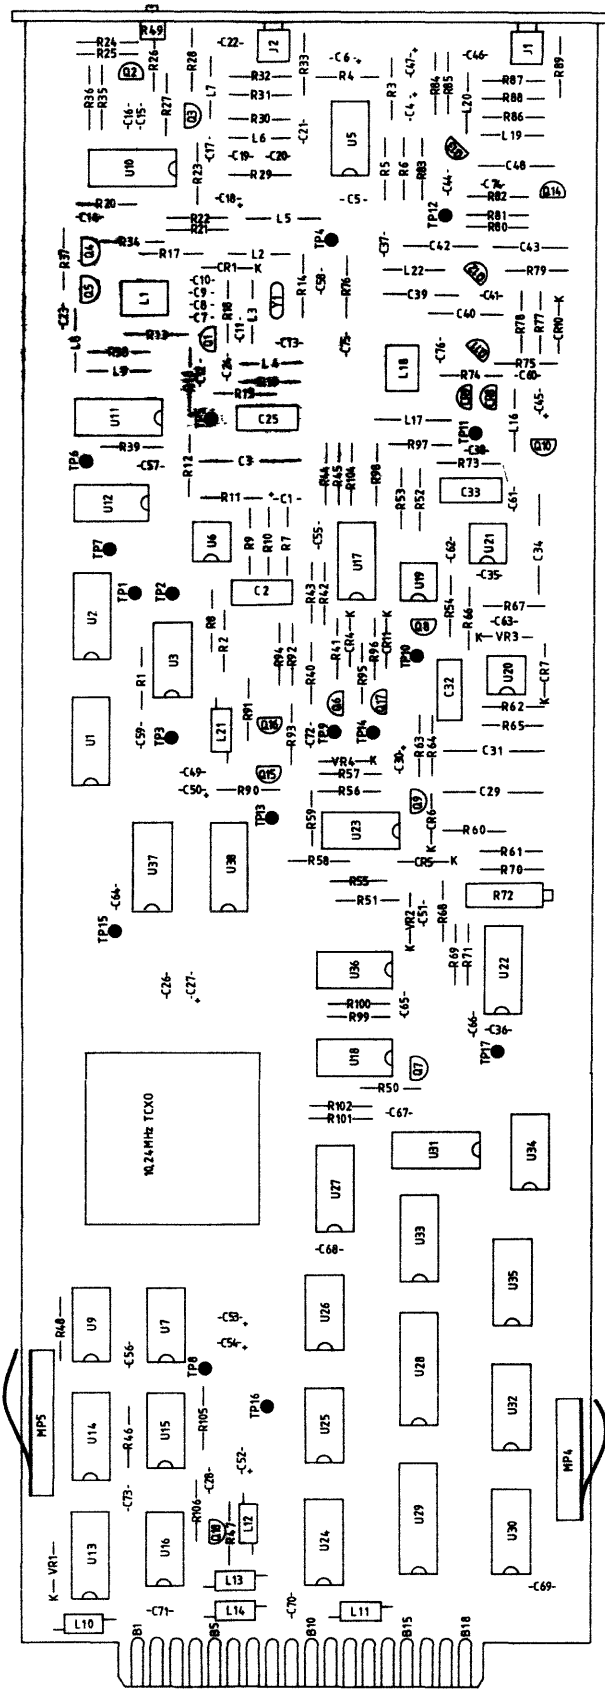 R49
J2
J1
R24
R25
R26
R28
C22
R33
C6
C47
C46
R89
Q2
L7
R32
R4
R3
R84
R85
L20
R87
R36
R35
R27
R31
R88
C16
C15
Q3
R30
C21
U5
C4
R86
L6
L19
U10
C17
C19
C20
R5
R6
R83
C48
R23
R29
C44
C74
Q14
C18
C5
R82
R20
TP12
R81
C14
R22
R21
L5
R80
R37
Q4
R34
TP4
C37
R17
L2
C42
C43
Q5
CR1
K
R14
C58
R76
L22
Q12
R79
L1
C10
C9
C8
C7
R18
L3
Y1
C39
C41
C23
C11
C40
R78
R77
CR10
K
L8
Q1
C13
C75
C76
L18
R75
L9
C24
L4
R74
C60
R15
U11
C25
L17
TP11
L16
C45
R39
R97
C38
Q10
TP6
C57
R12
C3
R44
R45
R104
R98
R73
U12
R11
C1
R53
R52
C33
C61
TP7
U6
R9
R10
R7
C55
U17
C62
U21
C34
TP1
TP2
C2
R43
R42
U19
C35
U2
R8
R54
R66
R67
U3
R2
R94
R92
R41
CR4
K
R96
CR11
K
Q8
C63
K
VR3
R1
R40
R95
TP10
U20
CR7
K
R91
C32
R62
U1
C59
TP3
L21
Q16
R93
C72
Q6
TP9
Q17
TP14
R63
R64
R65
C49
Q15
VR4
K
C30
C31
C50
R90
R57
R56
Q9
C29
TP13
R59
U23
CR6
K
R60
U37
U38
R58
CR5
K
R61
R70
C64
R55
R51
K
VR2
C51
R68
R72
TP15
U36
R69
R71
U22
C26
C27
R100
R99
C65
C66
C36
U18
Q7
TP17
R50
10,24MHz TCXO
R102
R101
C67
U31
U34
U27
U33
C68
U35
R48
U9
U7
C53
C54
U26
C56
TP8
U28
MP5
U14
R46
U15
R105
TP16
U25
U32
MP4
C73
C28
C52
R106
K
VR1
U13
U16
Q18
R47
L12
U24
U29
U30
L13
C69
L10
C71
L14
C70
L11
B1
B5
B10
B15
B18